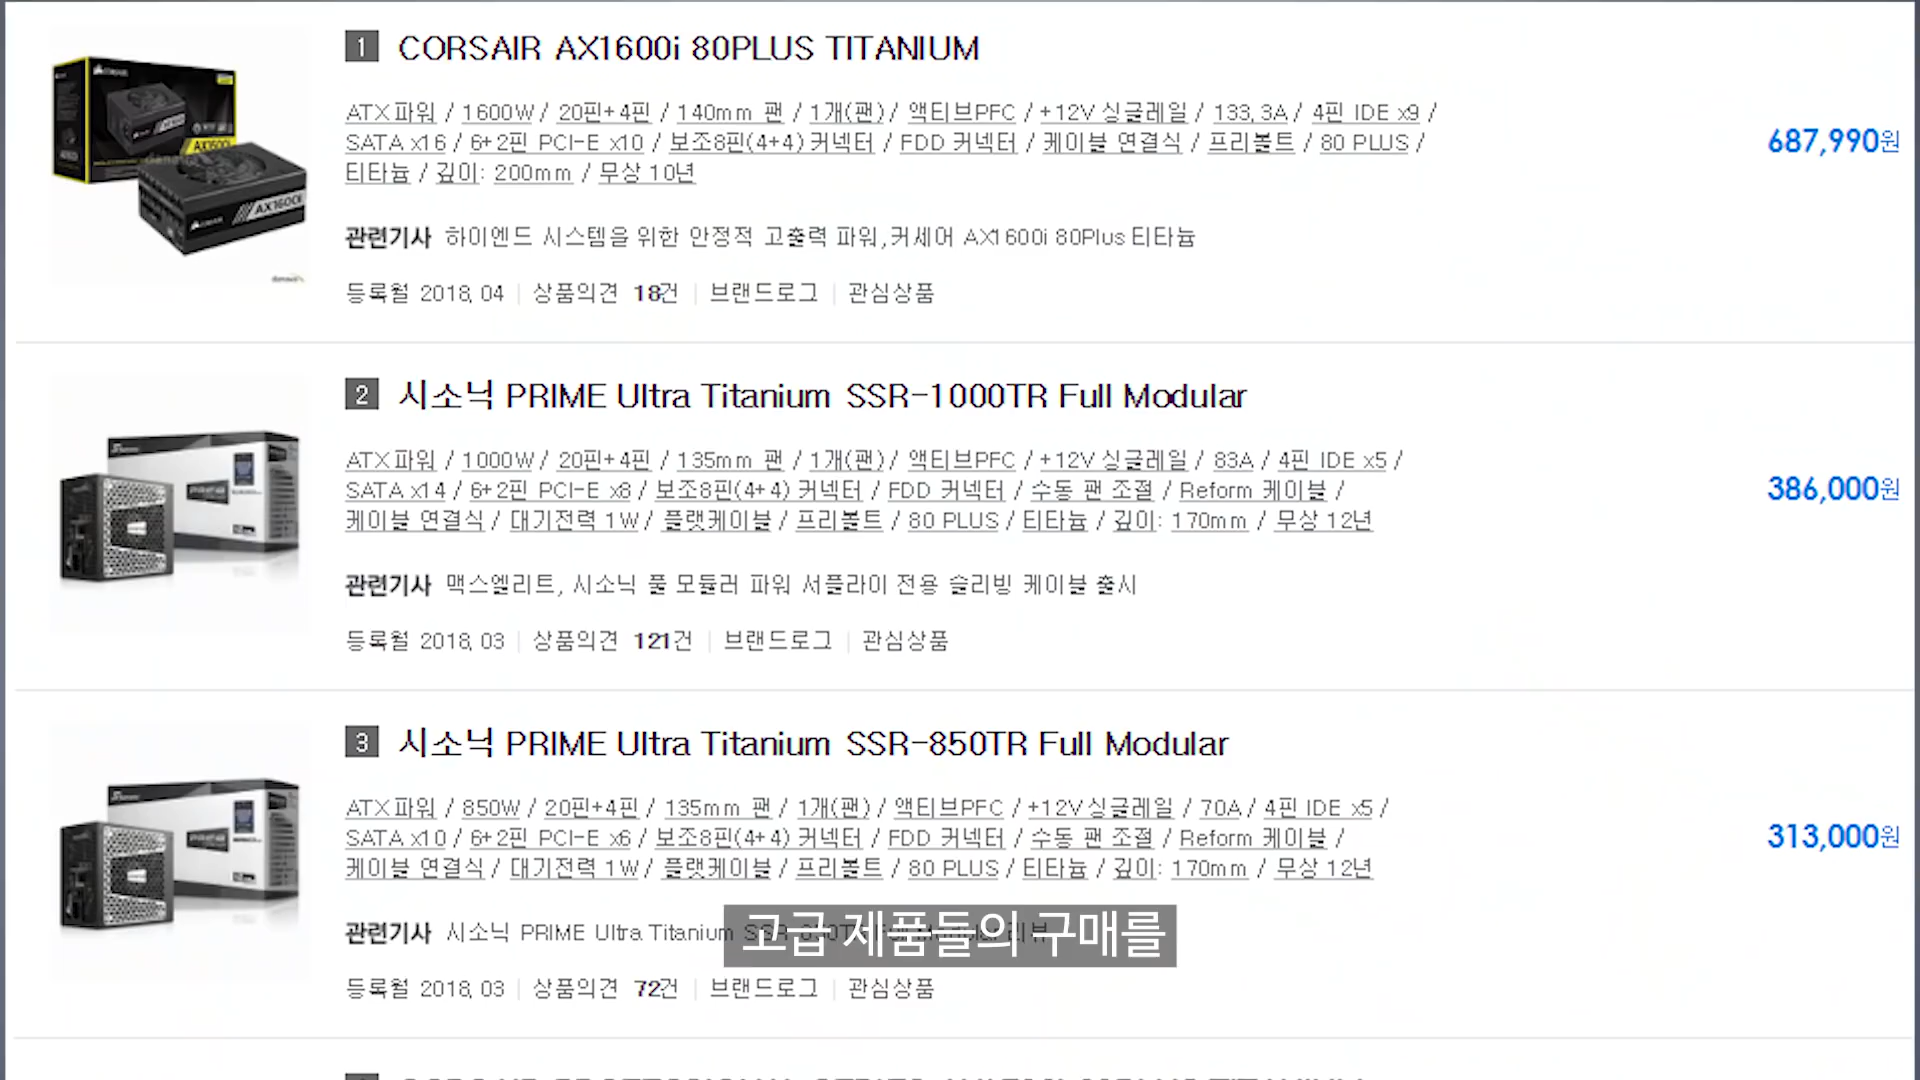 1 CORSAIR AX1600i 80PLUS TITANIUM
ATX파워 / 1600W / 20핀+4핀 / 140mm 팬 / 1개(팬) / 액티브PFC / +12V 싱글레일 / 133.3A / 4핀 IDE x9 /
SATA x16 / 6+2핀 PCI-E x10 / 보조8핀(4+4) 커넥터 / FDD 커넥터 / 케이블 연결식 / 프리볼트 / 80 PLUS /
티타늄 / 깊이: 200mm / 무상 10년
687,990원
관련기사 하이엔드 시스템을 위한 안정적 고출력 파워,커세어 AX1600i 80Plus 티타늄
등록월 2018.04 | 상품의견 18건 | 브랜드로그 | 관심상품
2 시소닉 PRIME Ultra Titanium SSR-1000TR Full Modular
ATX파워 / 1000W / 20핀+4핀 / 135mm 팬 / 1개(팬) / 액티브PFC / +12V 싱글레일 / 83A / 4핀 IDE x5 /
SATA x14 / 6+2핀 PCI-E x8 / 보조8핀(4+4) 커넥터 / FDD 커넥터 / 수동 팬 조절 / Reform 케이블 /
케이블 연결식 / 대기전력 1W / 플랫케이블 / 프리볼트 / 80 PLUS / 티타늄 / 깊이: 170mm / 무상 12년
386,000원
관련기사 맥스엘리트, 시소닉 풀 모듈러 파워 서플라이 전용 슬리빙 케이블 출시
등록월 2018.03 | 상품의견 121건 | 브랜드로그 | 관심상품
3 시소닉 PRIME Ultra Titanium SSR-850TR Full Modular
ATX파워 / 850W / 20핀+4핀 / 135mm 팬 / 1개(팬) / 액티브PFC / +12V 싱글레일 / 70A / 4핀 IDE x5 /
SATA x10 / 6+2핀 PCI-E x6 / 보조8핀(4+4) 커넥터 / FDD 커넥터 / 수동 팬 조절 / Reform 케이블 /
케이블 연결식 / 대기전력 1W / 플랫케이블 / 프리볼트 / 80 PLUS / 티타늄 / 깊이: 170mm / 무상 12년
313,000원
관련기사 시소닉 PRIME Ultra Titanium
고급 제품들의 구매를
등록월 2018.03 | 상품의견 72건 | 브랜드로그 | 관심상품